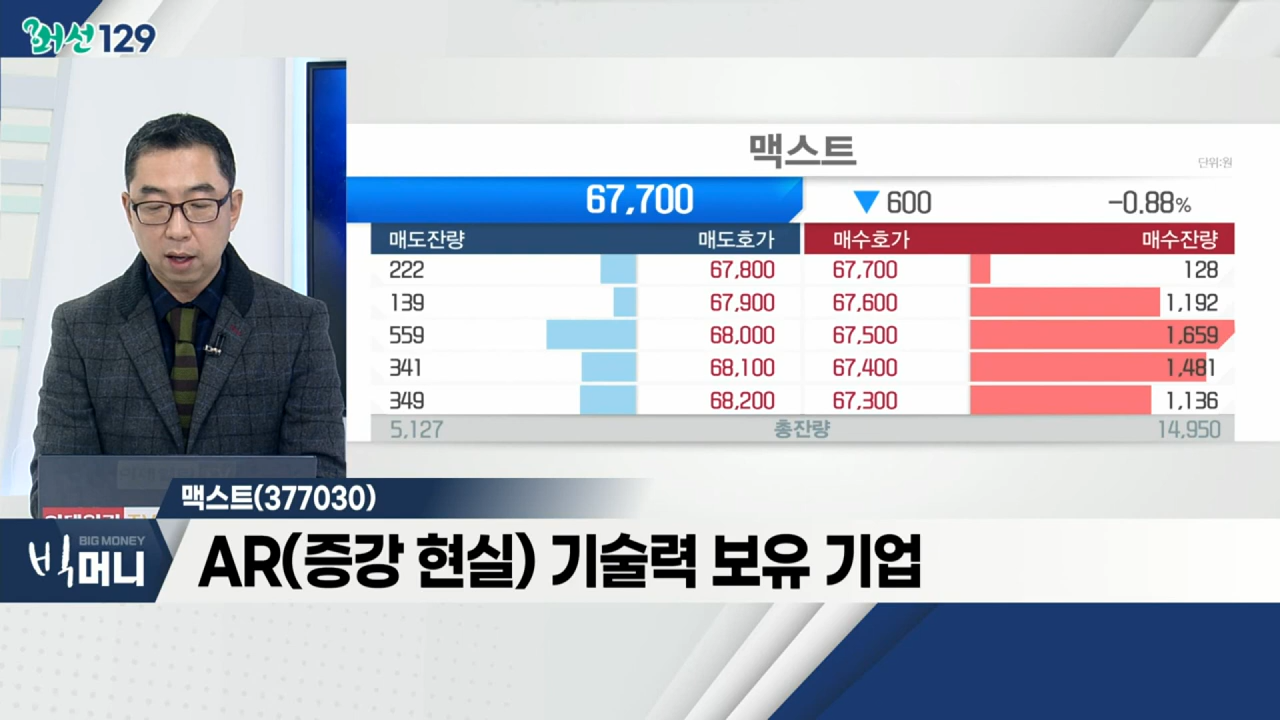 머선129
맥스트
단위:원
67,700 ▼600 -0.88%
매도잔량 매도호가 매수호가 매수잔량
222 67,800 67,700 128
139 67,900 67,600 1,192
559 68,000 67,500 1,659
341 68,100 67,400 1,481
349 68,200 67,300 1,136
5,127 총잔량 14,950
맥스트(377030)
BIG MONEY
빅머니
AR(증강 현실) 기술력 보유 기업